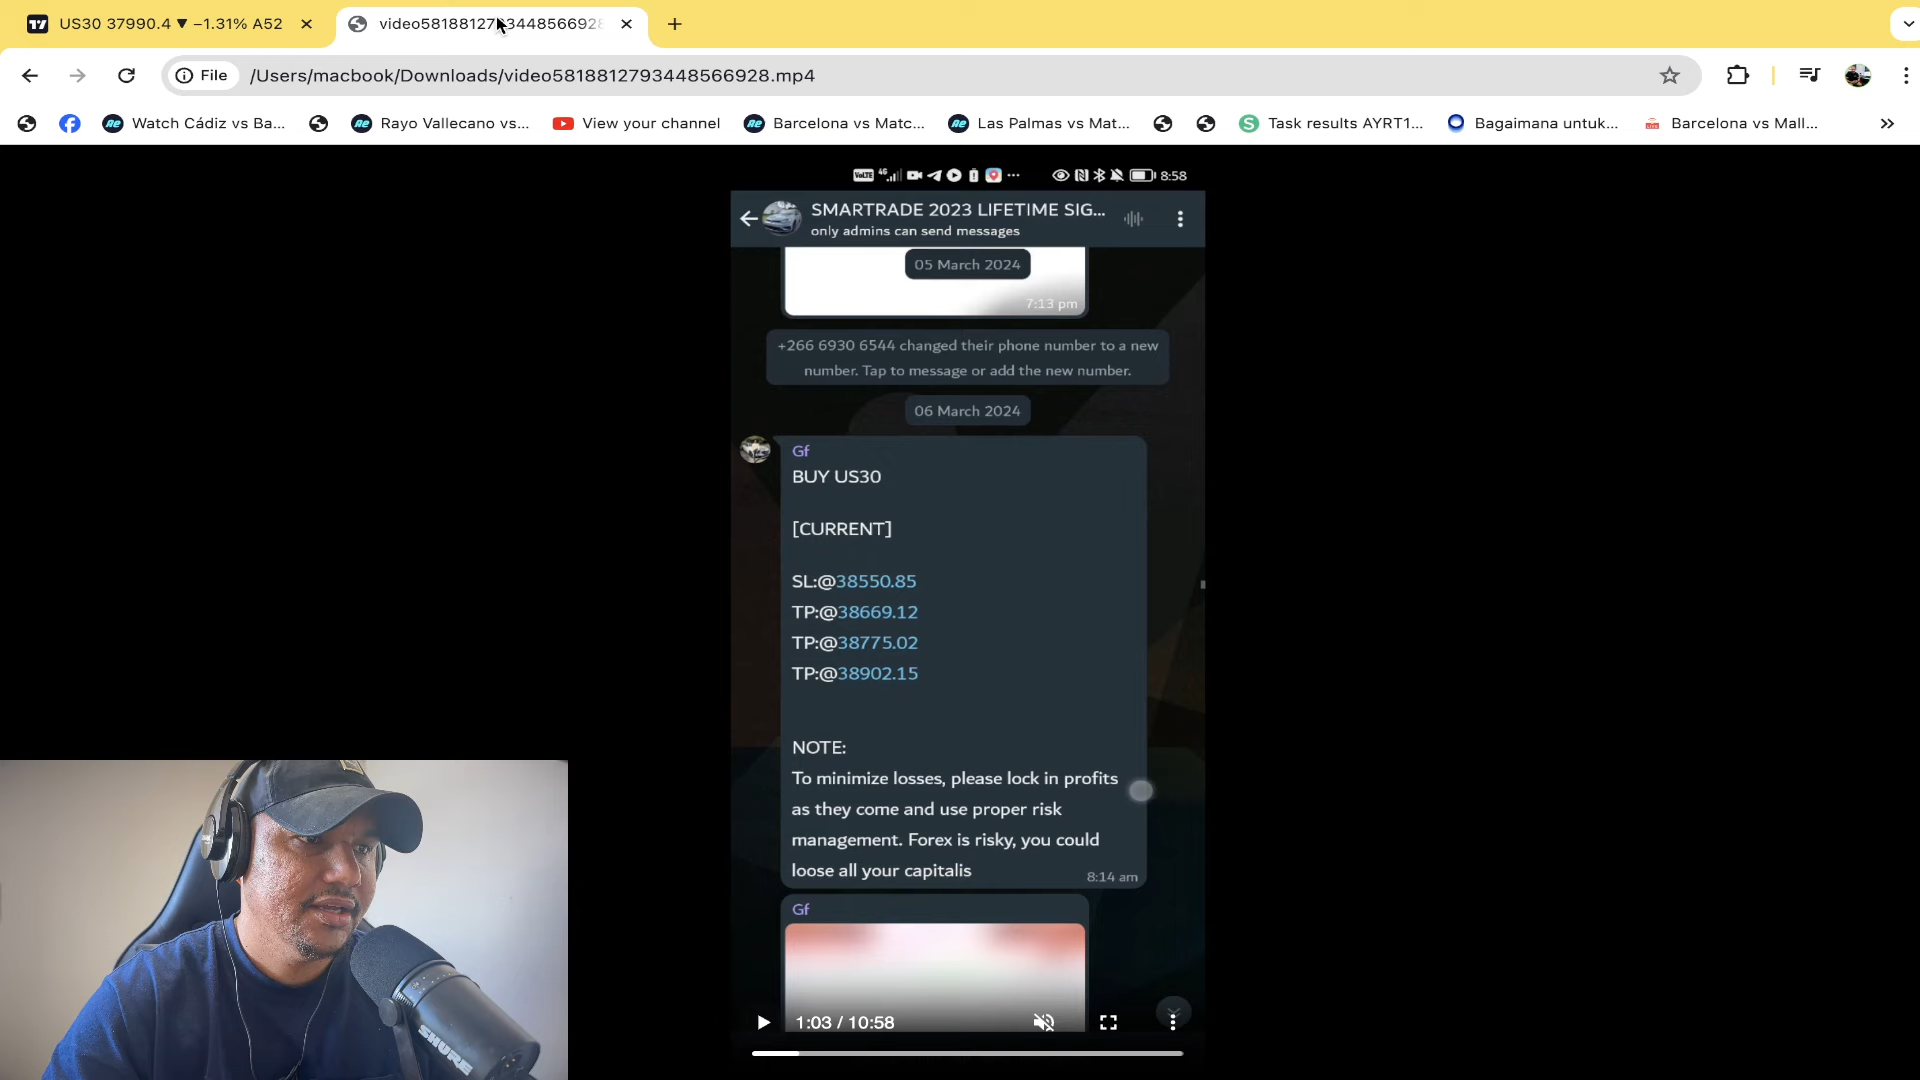 US30 37990.4 ▼ −1.31% A52
video5818812793448566928
File /Users/macbook/Downloads/video5818812793448566928.mp4
Watch Cádiz vs Ba... Rayo Vallecano vs... View your channel Barcelona vs Matc... Las Palmas vs Mat... Task results AYRT1... Bagaimana untuk... Barcelona vs Mall...
VoLTE 4G 8:58
SMARTRADE 2023 LIFETIME SIG...
only admins can send messages
05 March 2024
7:13 pm
+266 6930 6544 changed their phone number to a new
number. Tap to message or add the new number.
06 March 2024
Gf
BUY US30
[CURRENT]
SL:@38550.85
TP:@38669.12
TP:@38775.02
TP:@38902.15
NOTE:
To minimize losses, please lock in profits
as they come and use proper risk
management. Forex is risky, you could
loose all your capitalis
8:14 am
Gf
1:03 / 10:58
SHURE